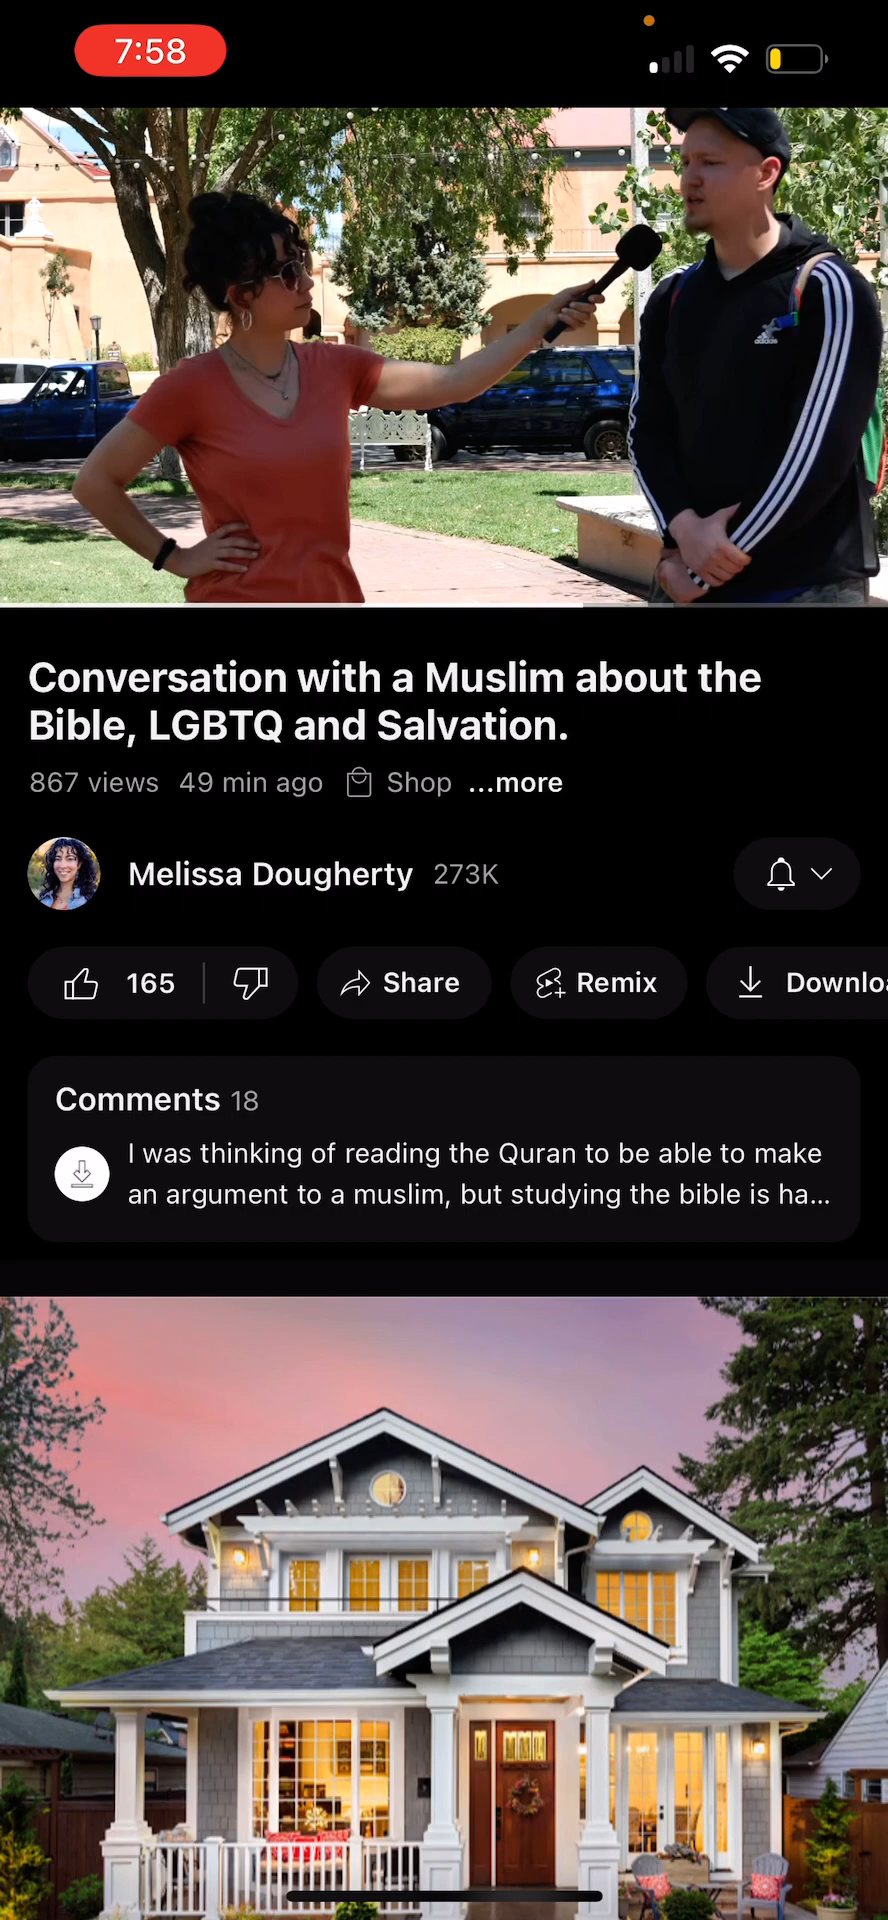 7:58
adidas
Conversation with a Muslim about the
Bible, LGBTQ and Salvation.
867 views 49 min ago Shop ...more
Melissa Dougherty 273K
165 Share Remix Downlo
Comments 18
I was thinking of reading the Quran to be able to make
an argument to a muslim, but studying the bible is ha...